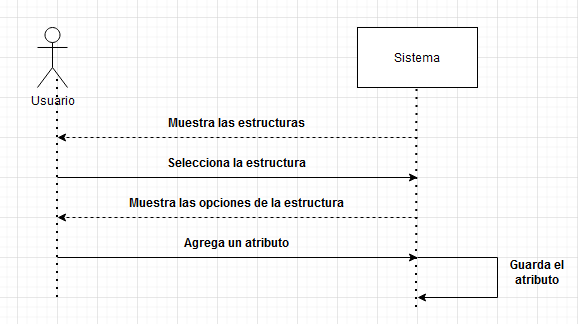 Sistema
Usuario
Muestra las estructuras
Selecciona la estructura
Muestra las opciones de la estructura
Agrega un atributo
Guarda el
atributo